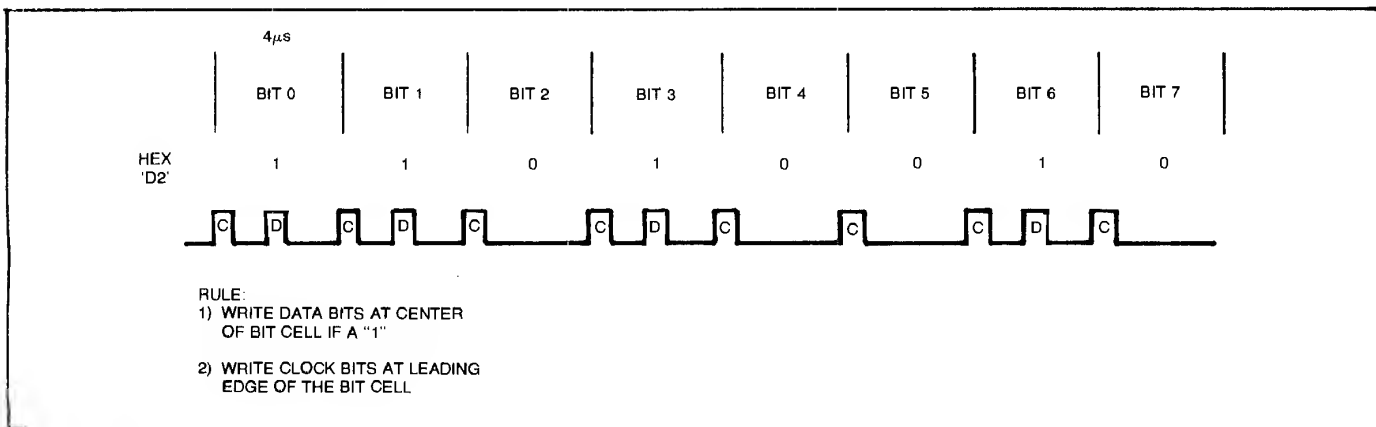 4μs
BIT 0 BIT 1 BIT 2 BIT 3 BIT 4 BIT 5 BIT 6 BIT 7
HEX
'D2'
1 1 0 1 0 0 1 0
C D C D C C D C C C D C
RULE:
1) WRITE DATA BITS AT CENTER
OF BIT CELL IF A "1"
2) WRITE CLOCK BITS AT LEADING
EDGE OF THE BIT CELL